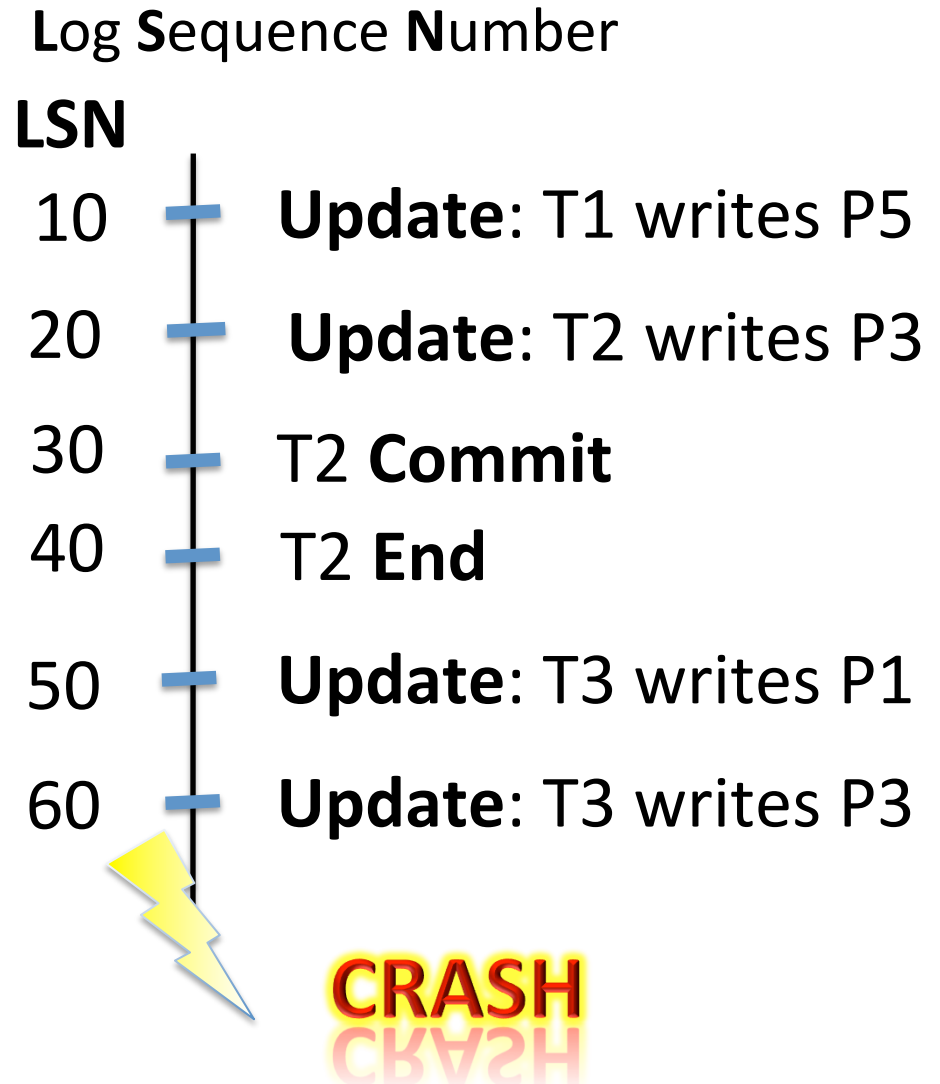 Log Sequence Number
LSN
10 Update: T1 writes P5
20 Update: T2 writes P3
30 T2 Commit
40 T2 End
50 Update: T3 writes P1
60 Update: T3 writes P3
CRASH